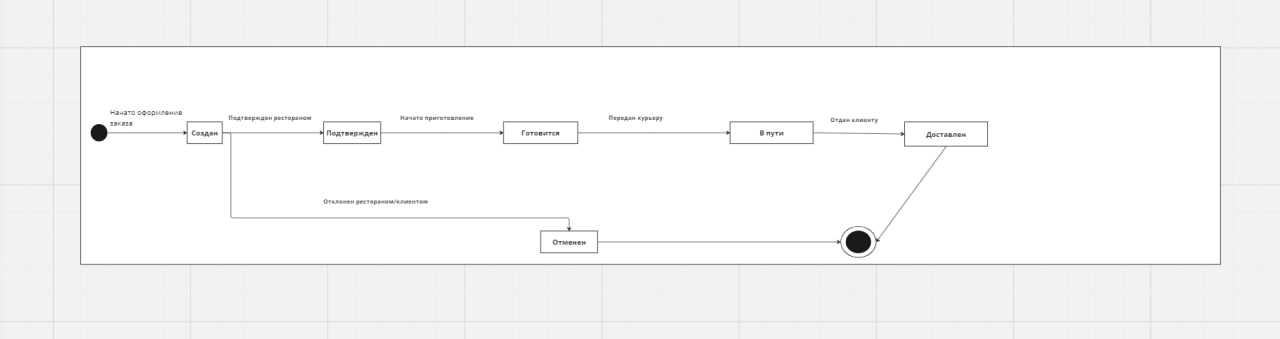 Начато оформление
заказа
Создан
Подтвержден рестораном
Подтвержден
Начато приготовление
Готовится
Передан курьеру
В пути
Отдан клиенту
Доставлен
Отклонен рестораном/клиентом
Отменен